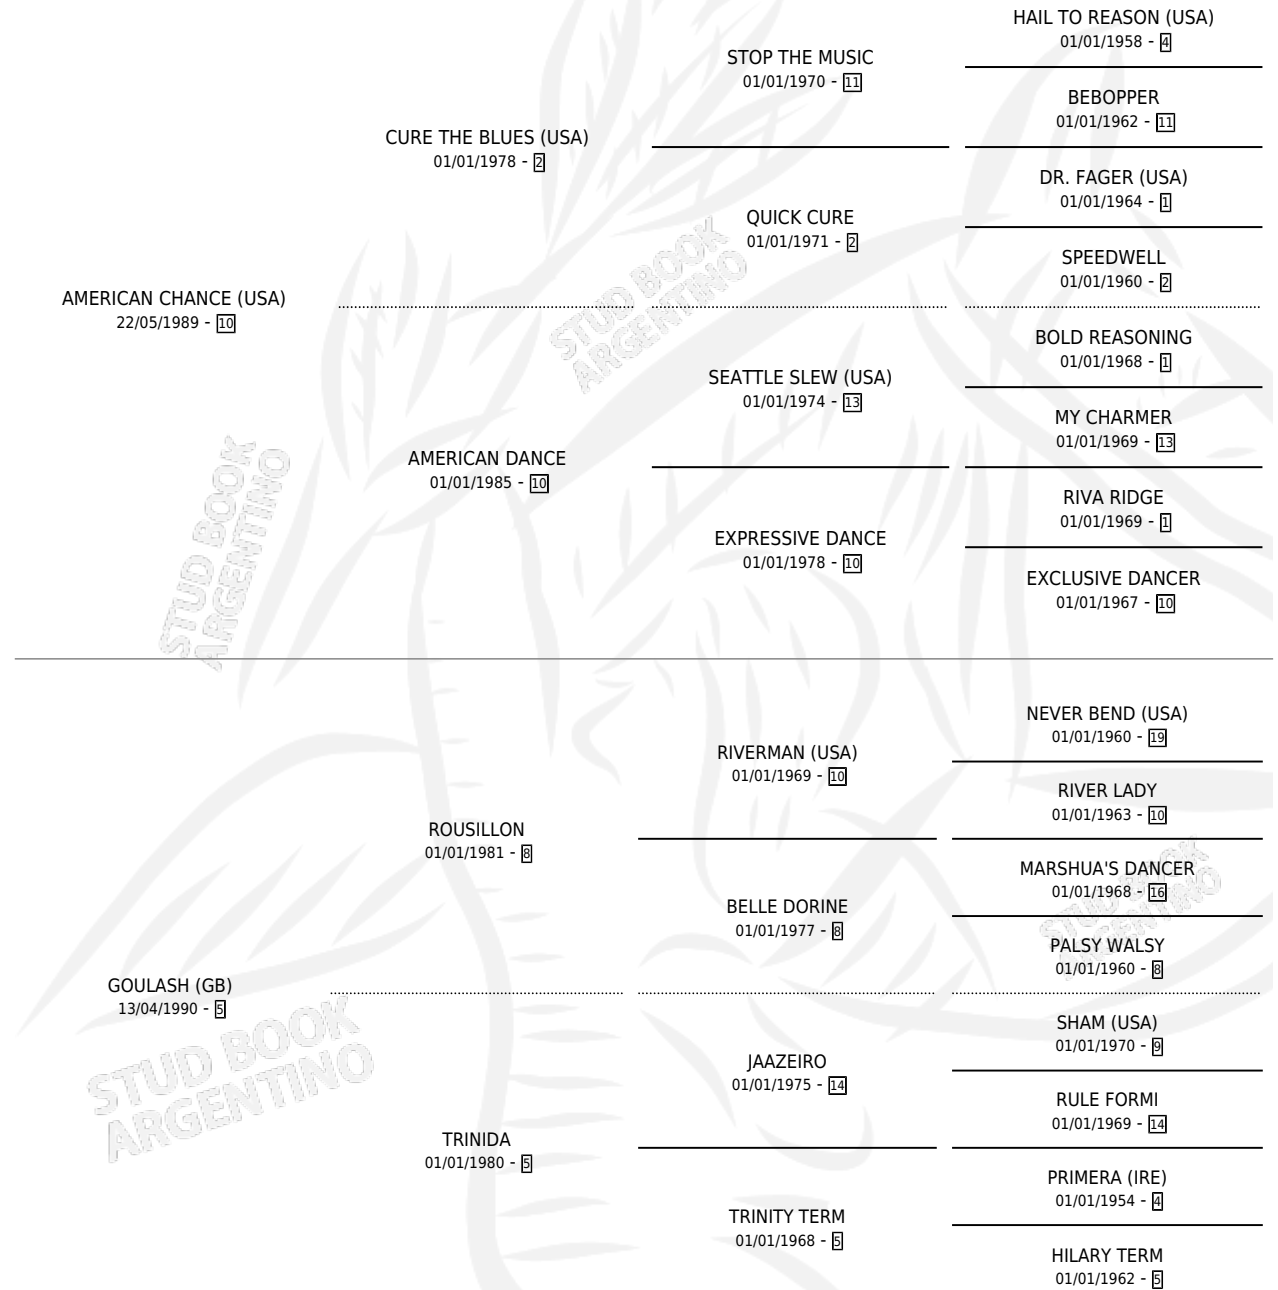 HAIL TO REASON (USA)
01/01/1958 - 4
STOP THE MUSIC
01/01/1970 - 11
BEBOPPER
01/01/1962 - 11
CURE THE BLUES (USA)
01/01/1978 - 2
DR. FAGER (USA)
01/01/1964 - 1
QUICK CURE
01/01/1971 - 2
SPEEDWELL
01/01/1960 - 2
AMERICAN CHANCE (USA)
22/05/1989 - 10
STUD BOOK
ARGENTINO
BOLD REASONING
01/01/1968 - 1
SEATTLE SLEW (USA)
01/01/1974 - 13
MY CHARMER
01/01/1969 - 13
AMERICAN DANCE
01/01/1985 - 10
RIVA RIDGE
01/01/1969 - 1
EXPRESSIVE DANCE
01/01/1978 - 10
EXCLUSIVE DANCER
01/01/1967 - 10
STUD BOOK
ARGENTINO
NEVER BEND (USA)
01/01/1960 - 19
RIVERMAN (USA)
01/01/1969 - 10
RIVER LADY
01/01/1963 - 10
ROUSILLON
01/01/1981 - 8
MARSHUA'S DANCER
01/01/1968 - 16
BELLE DORINE
01/01/1977 - 8
STUD BOOK
ARGENTINO
PALSY WALSY
01/01/1960 - 8
GOULASH (GB)
13/04/1990 - 5
SHAM (USA)
01/01/1970 - 9
JAAZEIRO
01/01/1975 - 14
STUD BOOK
ARGENTINO
RULE FORMI
01/01/1969 - 14
TRINIDA
01/01/1980 - 5
PRIMERA (IRE)
01/01/1954 - 4
TRINITY TERM
01/01/1968 - 5
HILARY TERM
01/01/1962 - 5